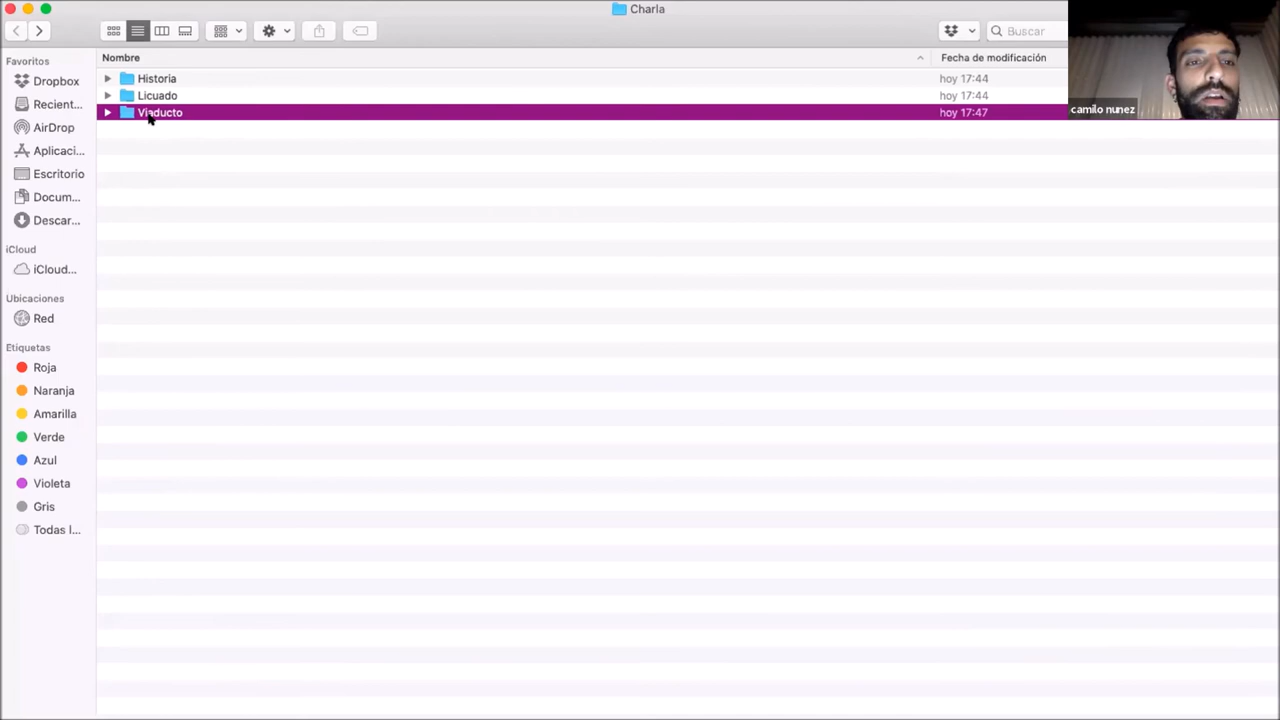 Charla
Buscar
Favoritos
Dropbox
Recient...
AirDrop
Aplicaci...
Escritorio
Docum...
Descar...
iCloud
iCloud...
Ubicaciones
Red
Etiquetas
Roja
Naranja
Amarilla
Verde
Azul
Violeta
Gris
Todas l...
Nombre
Fecha de modificación
Historia
hoy 17:44
Licuado
hoy 17:44
Viaducto
hoy 17:47
camilo nunez